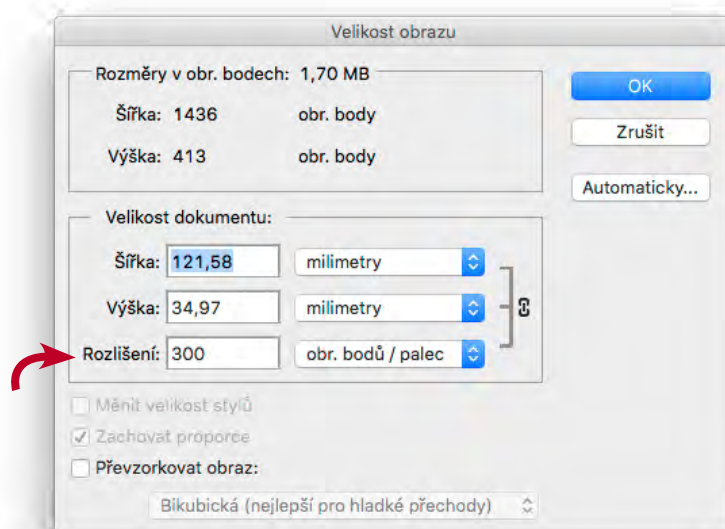 Velikost obrazu
Rozměry v obr. bodech: 1,70 MB
Šířka: 1436 obr. body
Výška: 413 obr. body
OK
Zrušit
Automaticky...
Velikost dokumentu:
Šířka: 121,58 milimetry
Výška: 34,97 milimetry
Rozlišení: 300 obr. bodů / palec
Měnit velikost stylů
Zachovat proporce
Převzorkovat obraz:
Bikubická (nejlepší pro hladké přechody)